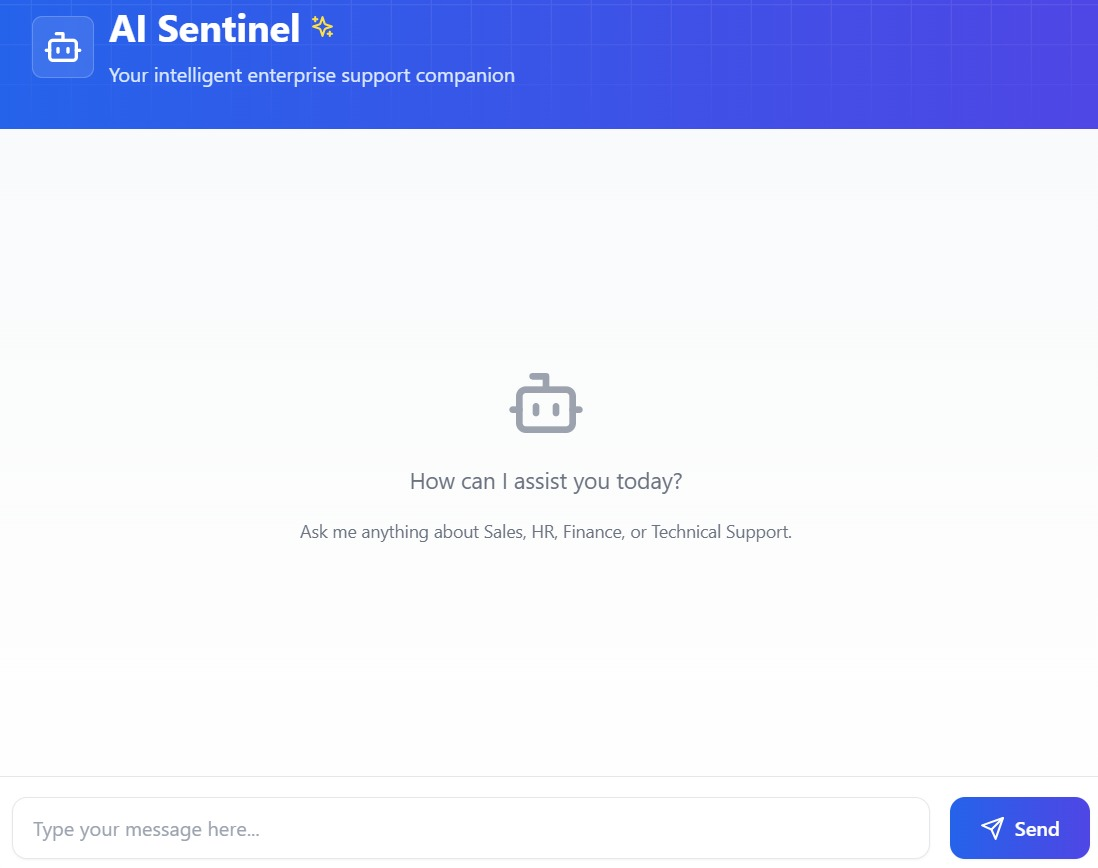 AI Sentinel
Your intelligent enterprise support companion
How can I assist you today?
Ask me anything about Sales, HR, Finance, or Technical Support.
Type your message here...
Send